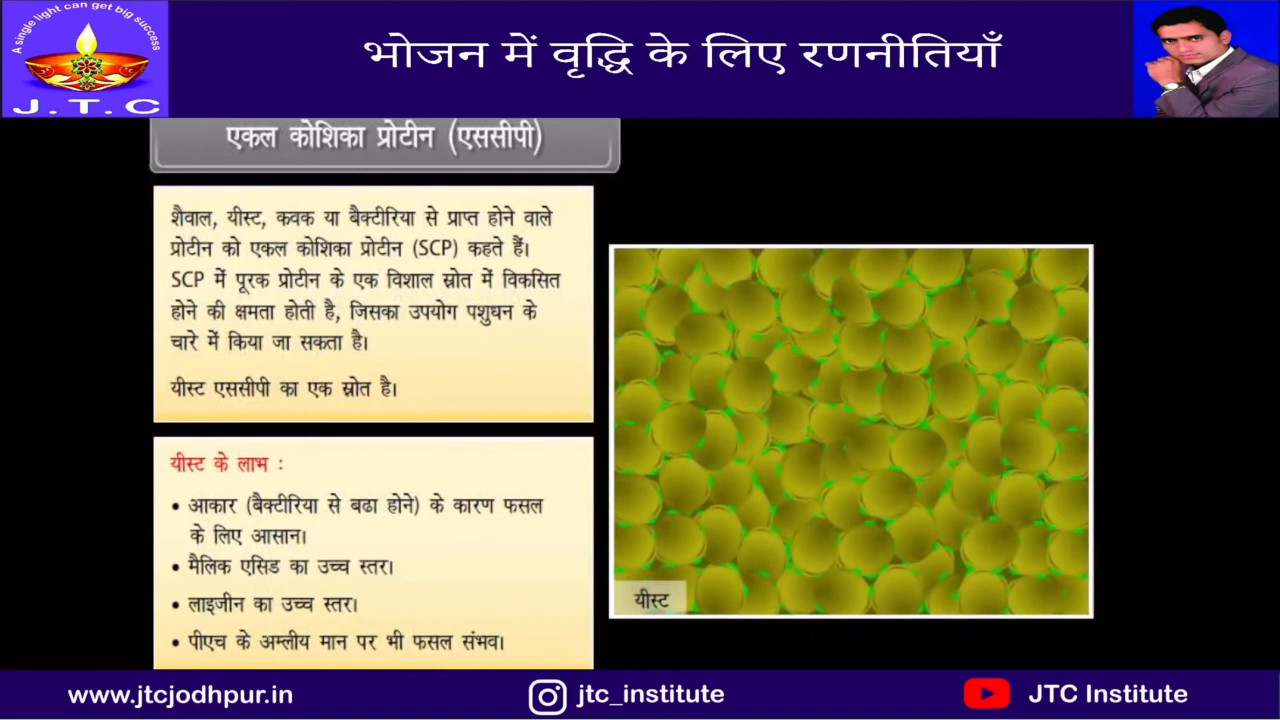 A single light can get big success
J.T.C
भोजन में वृद्धि के लिए रणनीतियाँ
एकल कोशिका प्रोटीन (एससीपी)
शैवाल, यीस्ट, कवक या बैक्टीरिया से प्राप्त होने वाले
प्रोटीन को एकल कोशिका प्रोटीन (SCP) कहते हैं।
SCP में पूरक प्रोटीन के एक विशाल स्रोत में विकसित
होने की क्षमता होती है, जिसका उपयोग पशुधन के
चारे में किया जा सकता है।
यीस्ट एससीपी का एक स्रोत है।
यीस्ट के लाभ :
• आकार (बैक्टीरिया से बढा होने) के कारण फसल
के लिए आसान।
• मैलिक एसिड का उच्च स्तर।
• लाइजीन का उच्च स्तर।
• पीएच के अम्लीय मान पर भी फसल संभव।
यीस्ट
www.jtcjodhpur.in
jtc_institute
JTC Institute